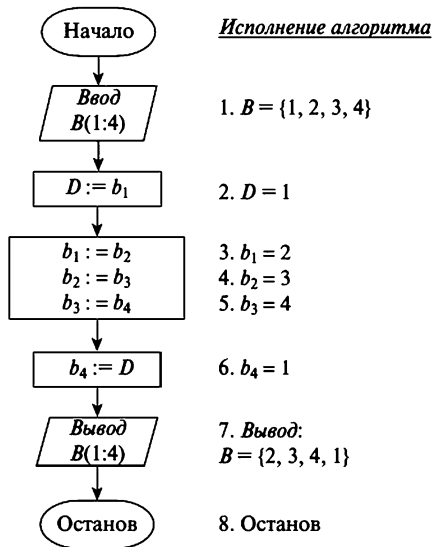 Начало
Исполнение алгоритма
Ввод
B(1:4)
1. B = {1, 2, 3, 4}
D := b₁
2. D = 1
b₁ := b₂
b₂ := b₃
b₃ := b₄
3. b₁ = 2
4. b₂ = 3
5. b₃ = 4
b₄ := D
6. b₄ = 1
Вывод
B(1:4)
7. Вывод:
B = {2, 3, 4, 1}
Останов
8. Останов